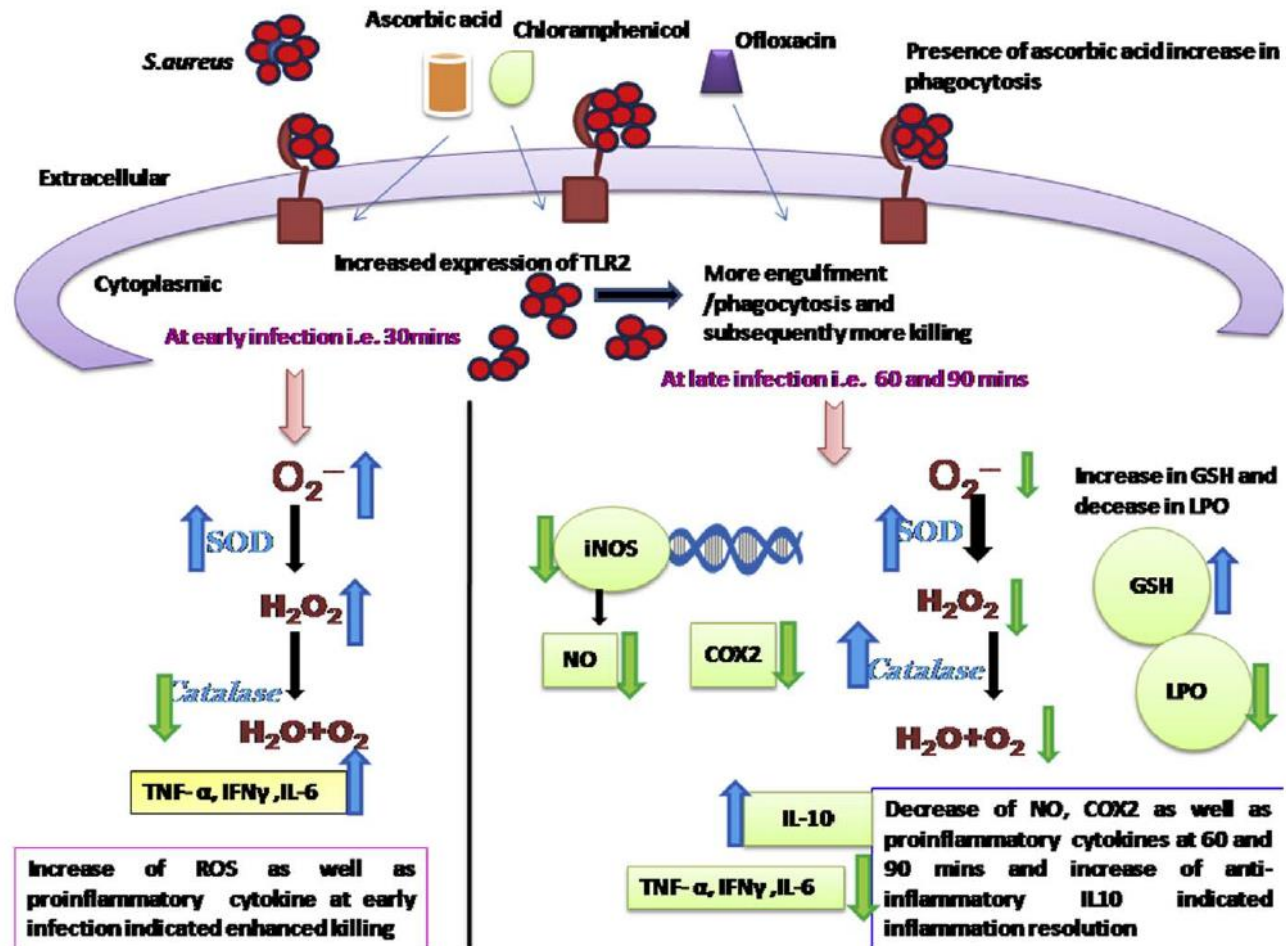 Ascorbic acid
Chloramphenicol
Ofloxacin
S.aureus
Presence of ascorbic acid increase in
phagocytosis
Extracellular
Cytoplasmic
Increased expression of TLR2
More engulfment
/phagocytosis and
subsequently more killing
At early infection i.e. 30mins
At late infection i.e. 60 and 90 mins
O₂⁻
SOD
H₂O₂
Catalase
H₂O+O₂
TNF- α, IFNγ ,IL-6
Increase of ROS as well as
proinflammatory cytokine at early
infection indicated enhanced killing
iNOS
NO
COX2
O₂⁻
SOD
H₂O₂
Catalase
H₂O+O₂
Increase in GSH and
decease in LPO
GSH
LPO
IL-10
TNF- α, IFNγ ,IL-6
Decrease of NO, COX2 as well as
proinflammatory cytokines at 60 and
90 mins and increase of anti-
inflammatory IL10 indicated
inflammation resolution